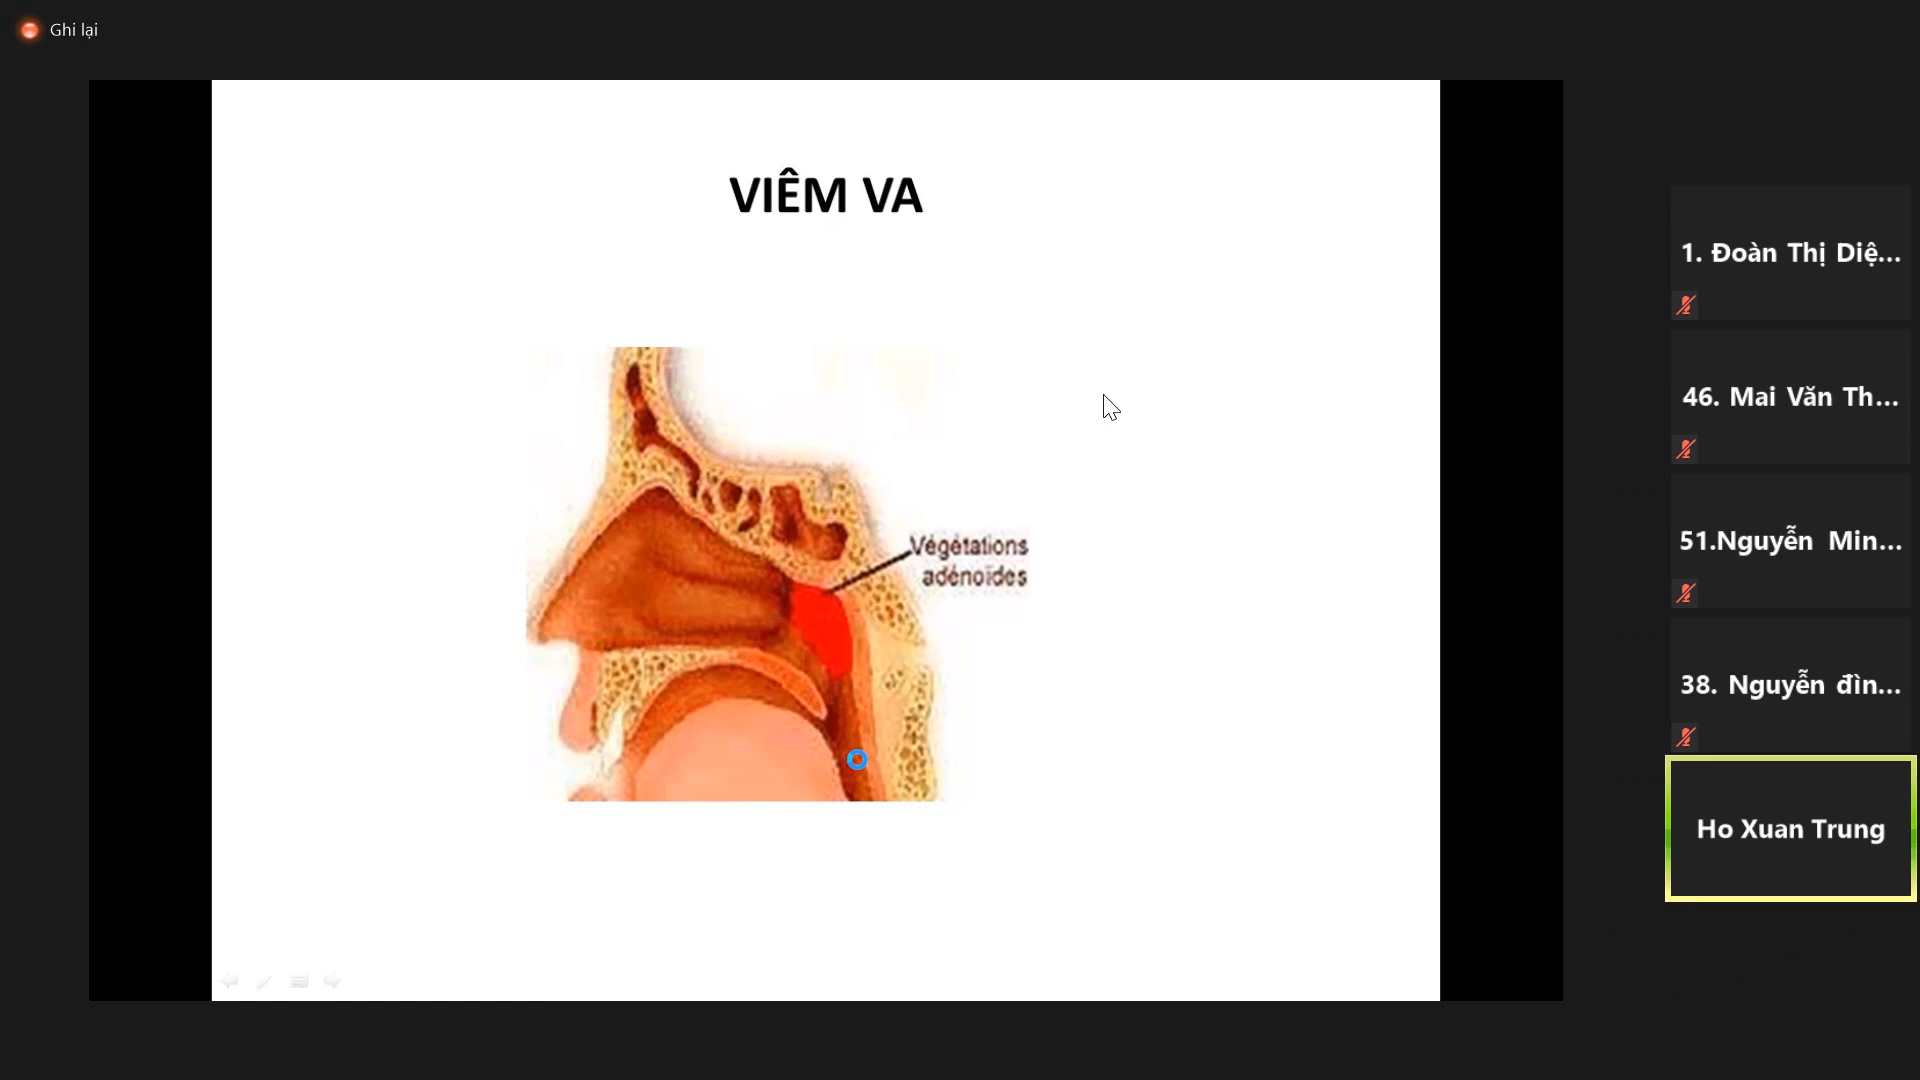 Ghi lại
VIÊM VA
Végétations
adénoïdes
1. Đoàn Thị Diệ...
46. Mai Văn Th...
51.Nguyễn Min...
38. Nguyễn đìn...
Ho Xuan Trung